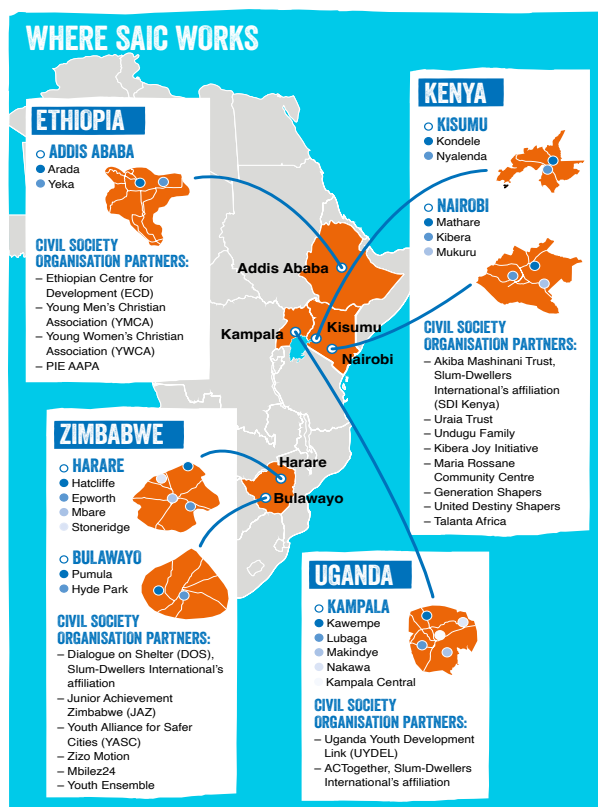 WHERE SAIC WORKS
ETHIOPIA
ADDIS ABABA
Arada
Yeka
CIVIL SOCIETY
ORGANISATION PARTNERS:
– Ethiopian Centre for
Development (ECD)
– Young Men's Christian
Association (YMCA)
– Young Women's Christian
Association (YWCA)
– PIE AAPA
KENYA
KISUMU
Kondele
Nyalenda
NAIROBI
Mathare
Kibera
Mukuru
CIVIL SOCIETY
ORGANISATION PARTNERS:
– Akiba Mashinani Trust,
Slum-Dwellers
International's affiliation
(SDI Kenya)
– Uraia Trust
– Undugu Family
– Kibera Joy Initiative
– Maria Rossane
Community Centre
– Generation Shapers
– United Destiny Shapers
– Talanta Africa
Addis Ababa
Kampala
Kisumu
Nairobi
Harare
Bulawayo
ZIMBABWE
HARARE
Hatcliffe
Epworth
Mbare
Stoneridge
BULAWAYO
Pumula
Hyde Park
CIVIL SOCIETY
ORGANISATION PARTNERS:
– Dialogue on Shelter (DOS),
Slum-Dwellers International's
affiliation
– Junior Achievement
Zimbabwe (JAZ)
– Youth Alliance for Safer
Cities (YASC)
– Zizo Motion
– Mbilez24
– Youth Ensemble
UGANDA
KAMPALA
Kawempe
Lubaga
Makindye
Nakawa
Kampala Central
CIVIL SOCIETY
ORGANISATION PARTNERS:
– Uganda Youth Development
Link (UYDEL)
– ACTogether, Slum-Dwellers
International's affiliation